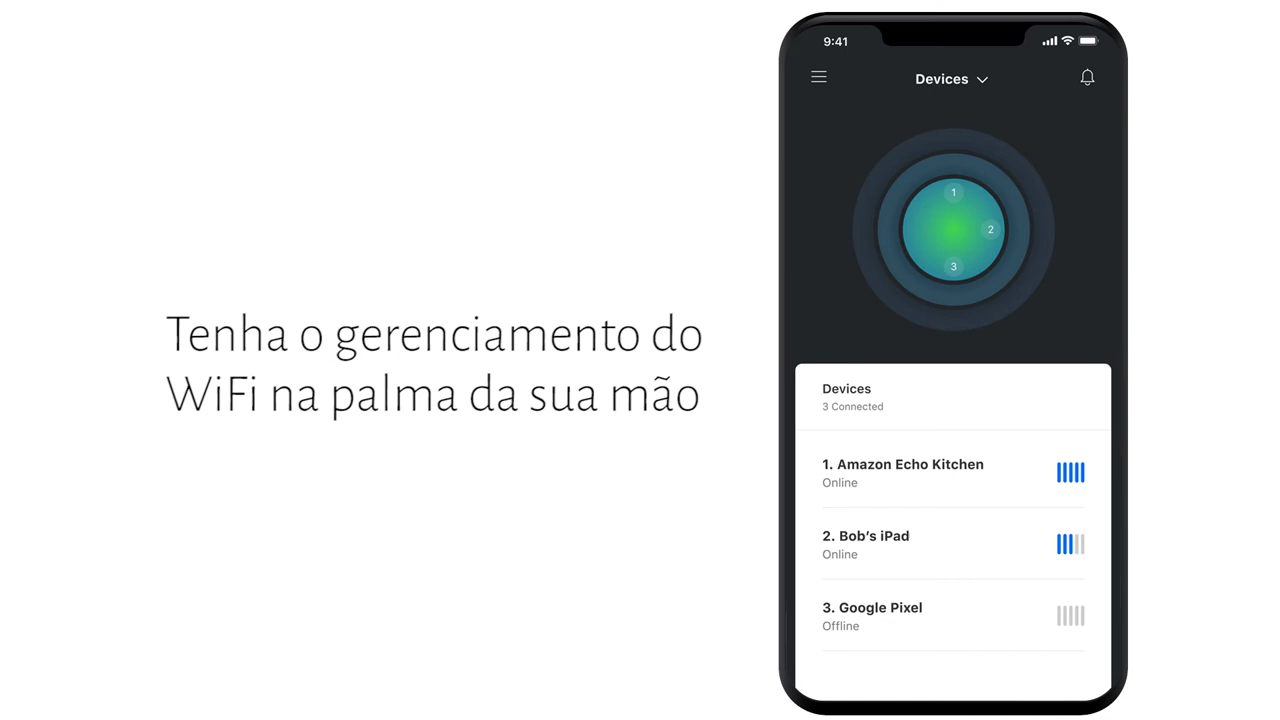 Tenha o gerenciamento do
WiFi na palma da sua mão
9:41
Devices
1
2
3
Devices
3 Connected
1. Amazon Echo Kitchen
Online
2. Bob’s iPad
Online
3. Google Pixel
Offline